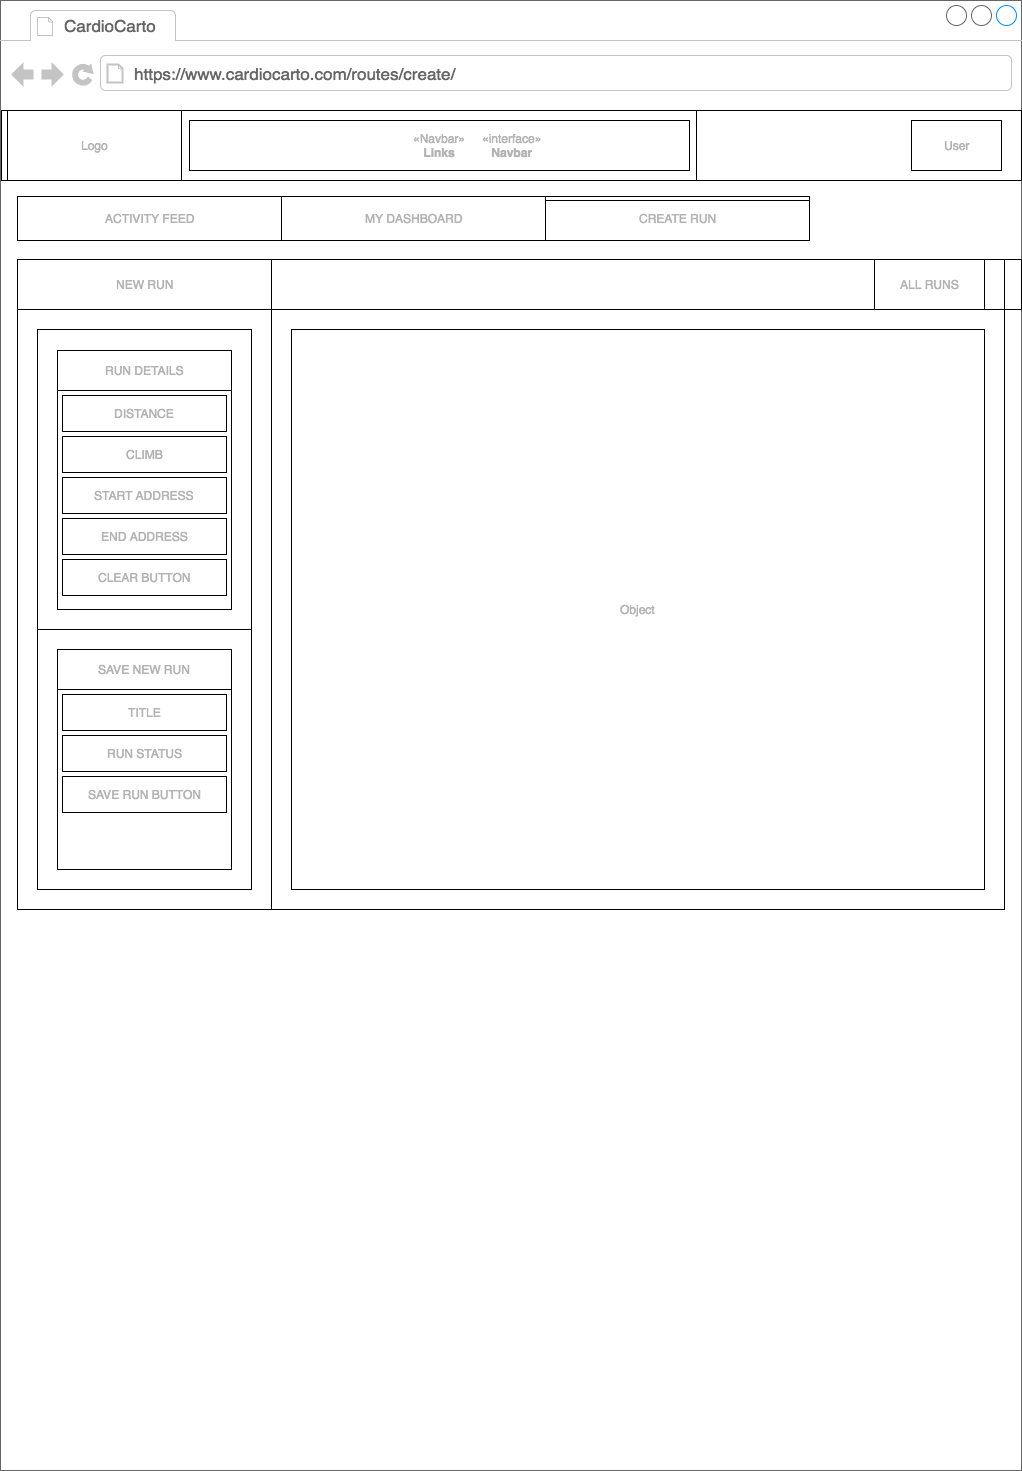 CardioCarto
https://www.cardiocarto.com/routes/create/
Logo
«Navbar» «interface»
Links Navbar
User
ACTIVITY FEED
MY DASHBOARD
CREATE RUN
NEW RUN
ALL RUNS
RUN DETAILS
DISTANCE
CLIMB
START ADDRESS
END ADDRESS
CLEAR BUTTON
Object
SAVE NEW RUN
TITLE
RUN STATUS
SAVE RUN BUTTON